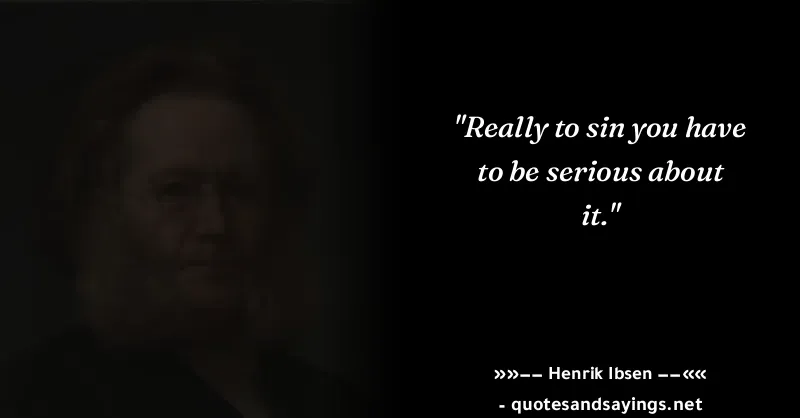 "Really to sin you have
to be serious about
it."
»»—— Henrik Ibsen ——««
- quotesandsayings.net